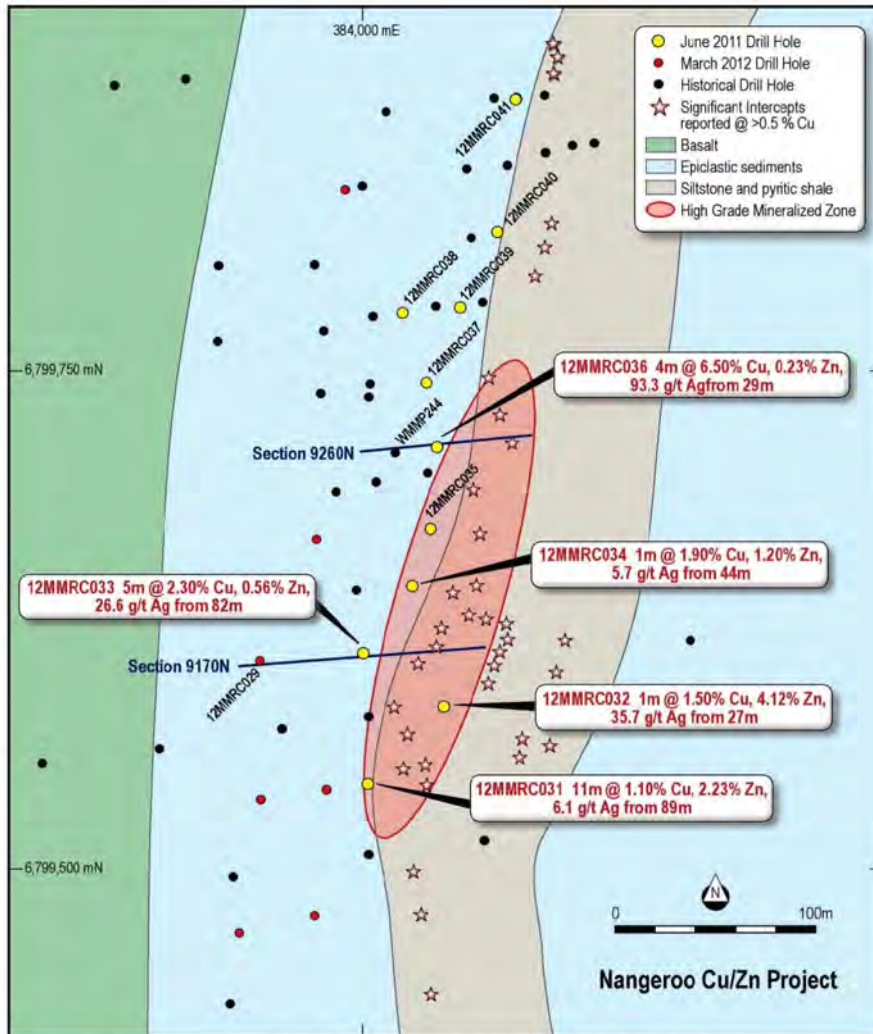 384,000 mE
June 2011 Drill Hole
March 2012 Drill Hole
Historical Drill Hole
Significant Intercepts
reported @ >0.5 % Cu
Basalt
Epiclastic sediments
Siltstone and pyritic shale
High Grade Mineralized Zone
12MMRC041
12MMRC040
12MMRC039
12MMRC038
12MMRC037
6,799,750 mN
12MMRC036 4m @ 6.50% Cu, 0.23% Zn,
93.3 g/t Agfrom 29m
WMMP244
Section 9260N
12MMRC035
12MMRC034 1m @ 1.90% Cu, 1.20% Zn,
5.7 g/t Ag from 44m
12MMRC033 5m @ 2.30% Cu, 0.56% Zn,
26.6 g/t Ag from 82m
Section 9170N
12MMRC029
12MMRC032 1m @ 1.50% Cu, 4.12% Zn,
35.7 g/t Ag from 27m
12MMRC031 11m @ 1.10% Cu, 2.23% Zn,
6.1 g/t Ag from 89m
6,799,500 mN
N
0 100m
Nangeroo Cu/Zn Project